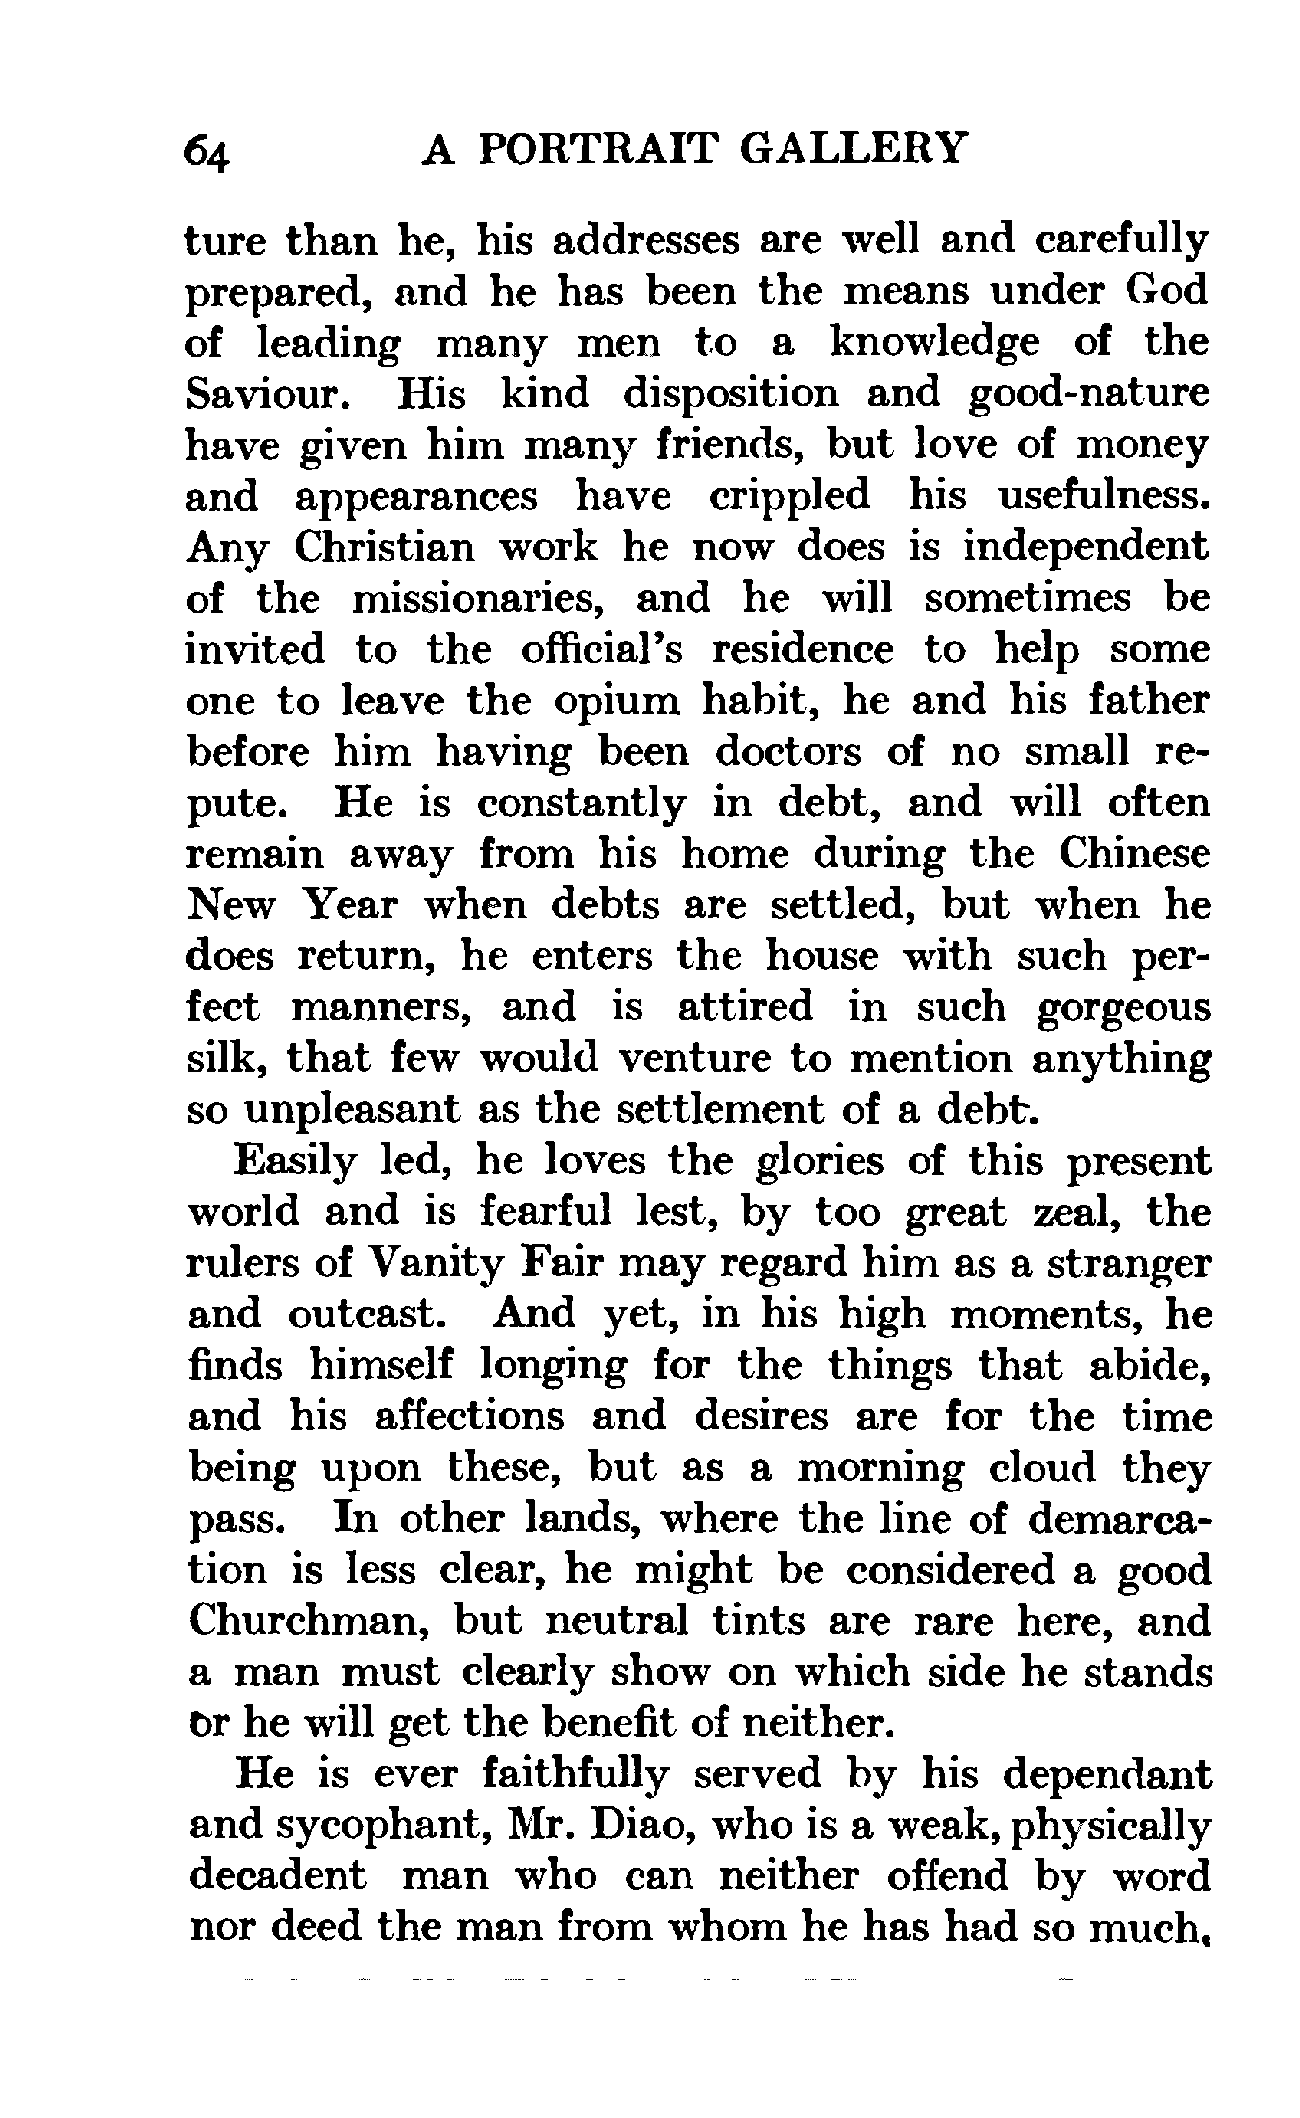 64 A PORTRAIT GALLERY
ture than he, his addresses are well and carefully
prepared, and he has been the means under God
of leading many men to a knowledge of the
Saviour. His kind disposition and good-nature
have given him many friends, but love of money
and appearances have crippled his usefulness.
Any Christian work he now does is independent
of the missionaries, and he will sometimes be
invited to the official's residence to help some
one to leave the opium habit, he and his father
before him having been doctors of no small re-
pute. He is constantly in debt, and will often
remain away from his home during the Chinese
New Year when debts are settled, but when he
does return, he enters the house with such per-
fect manners, and is attired in such gorgeous
silk, that few would venture to mention anything
so unpleasant as the settlement of a debt.
Easily led, he loves the glories of this present
world and is fearful lest, by too great zeal, the
rulers of Vanity Fair may regard him as a stranger
and outcast. And yet, in his high moments, he
finds himself longing for the things that abide,
and his affections and desires are for the time
being upon these, but as a morning cloud they
pass. In other lands, where the line of demarca-
tion is less clear, he might be considered a good
Churchman, but neutral tints are rare here, and
a man must clearly show on which side he stands
or he will get the benefit of neither.
He is ever faithfully served by his dependant
and sycophant, Mr. Diao, who is a weak, physically
decadent man who can neither offend by word
nor deed the man from whom he has had so much,